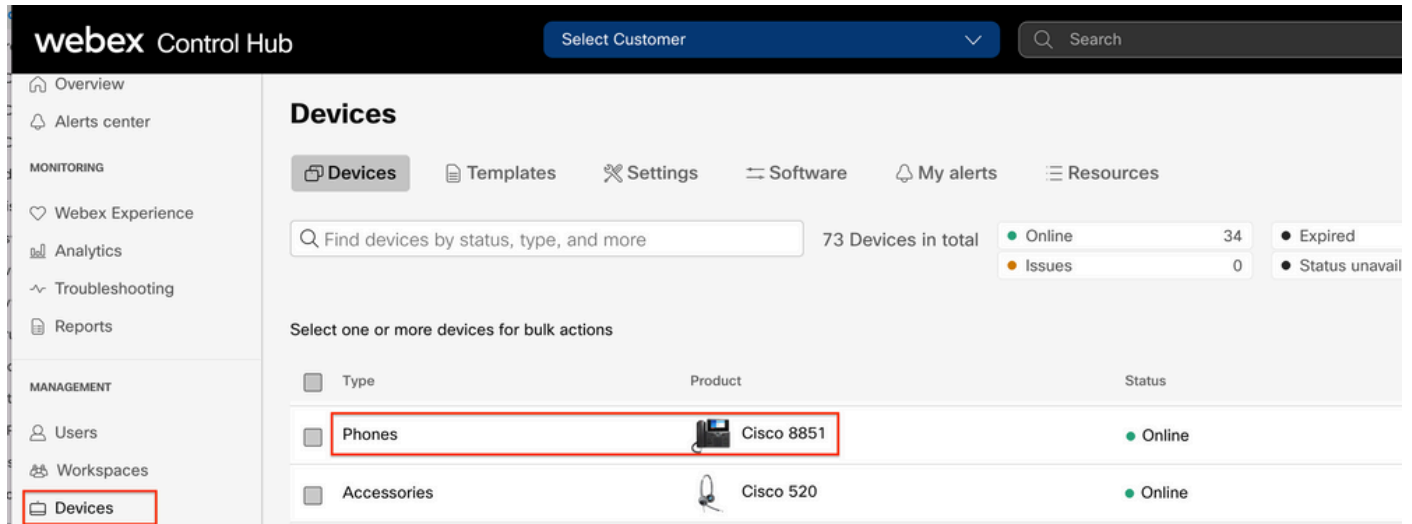 webex Control Hub
Select Customer
Search
Overview
Alerts center
MONITORING
Webex Experience
Analytics
Troubleshooting
Reports
MANAGEMENT
Users
Workspaces
Devices
Devices
Devices Templates Settings Software My alerts Resources
Find devices by status, type, and more
73 Devices in total
Online 34
Issues 0
Expired
Status unavail
Select one or more devices for bulk actions
Type Product Status
Phones Cisco 8851 Online
Accessories Cisco 520 Online